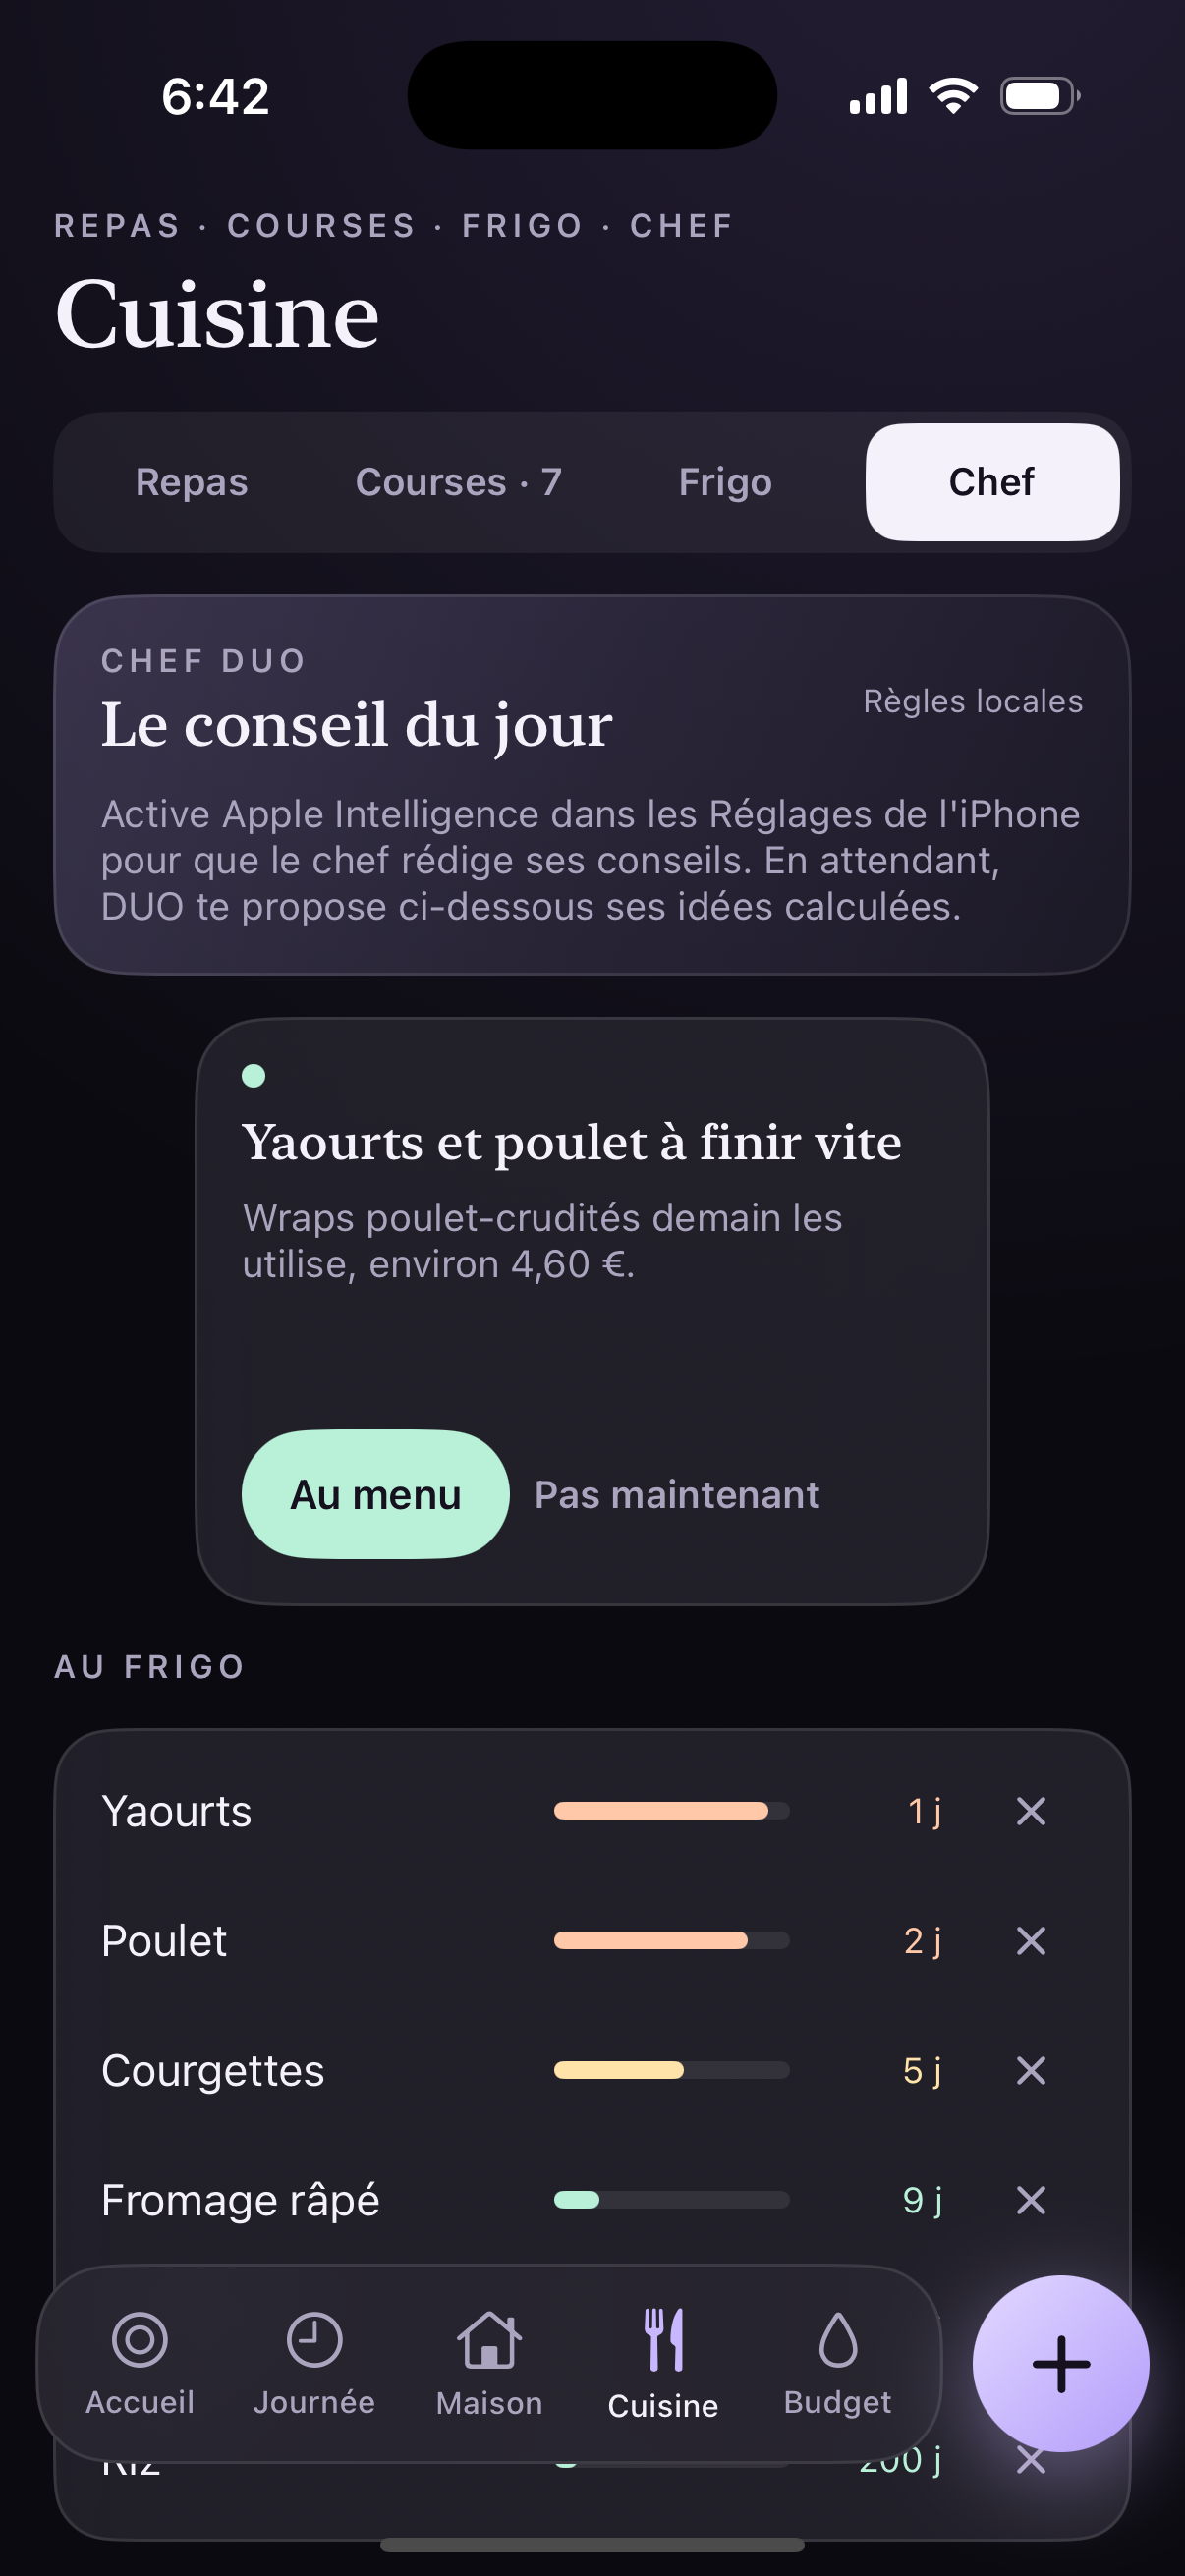 6:42
REPAS · COURSES · FRIGO · CHEF
Cuisine
Repas
Courses · 7
Frigo
Chef
CHEF DUO
Le conseil du jour
Règles locales
Active Apple Intelligence dans les Réglages de l'iPhone
pour que le chef rédige ses conseils. En attendant,
DUO te propose ci-dessous ses idées calculées.
Yaourts et poulet à finir vite
Wraps poulet-crudités demain les
utilise, environ 4,60 €.
Au menu
Pas maintenant
AU FRIGO
Yaourts 1 j
Poulet 2 j
Courgettes 5 j
Fromage râpé 9 j
Riz 200 j
Accueil
Journée
Maison
Cuisine
Budget